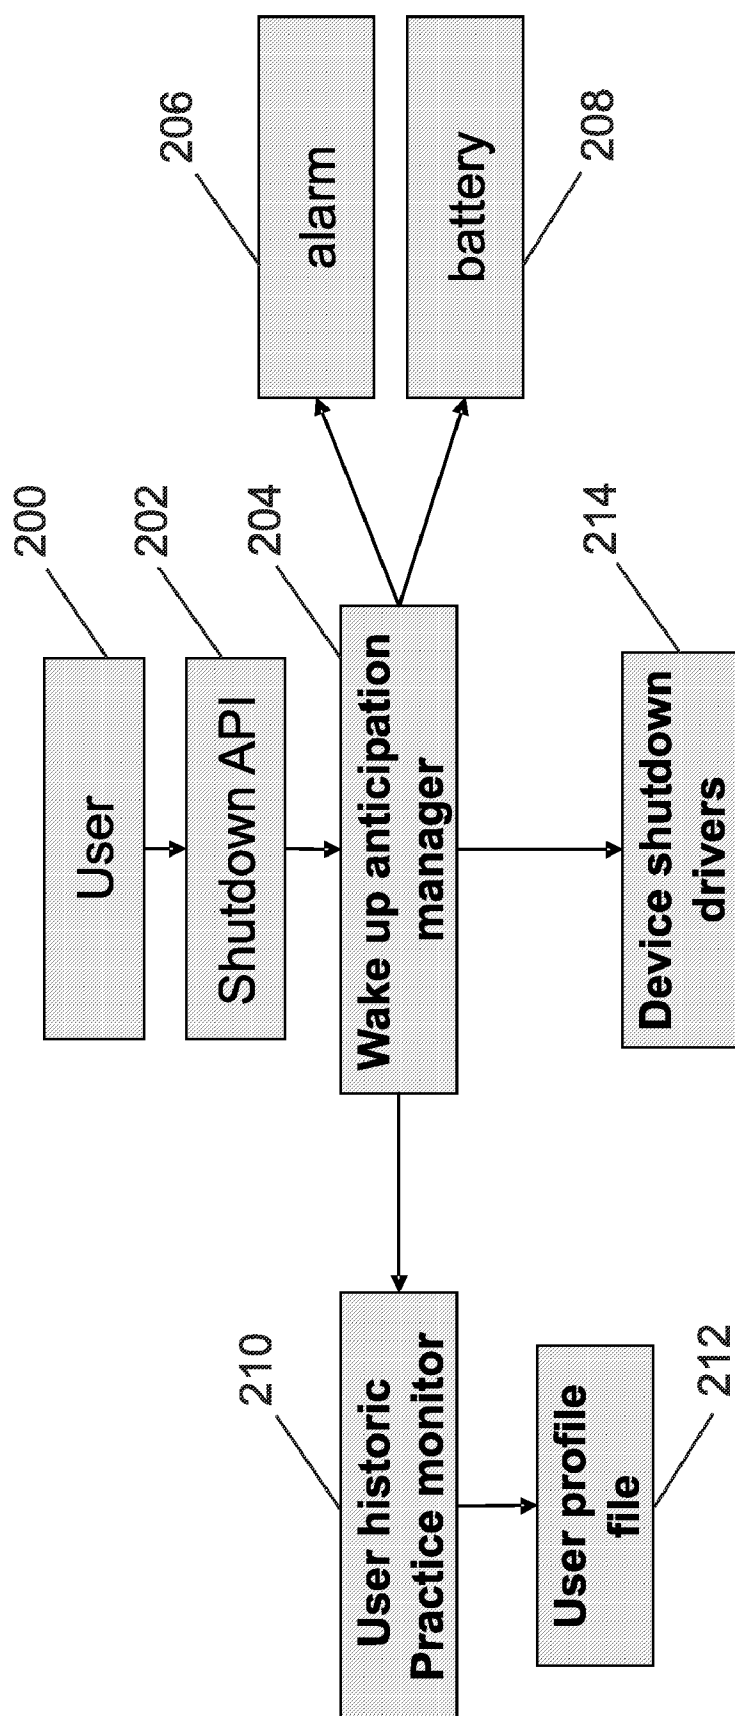 User
200
Shutdown API
202
Wake up anticipation
manager
204
alarm
206
battery
208
User historic
Practice monitor
210
User profile
file
212
Device shutdown
drivers
214